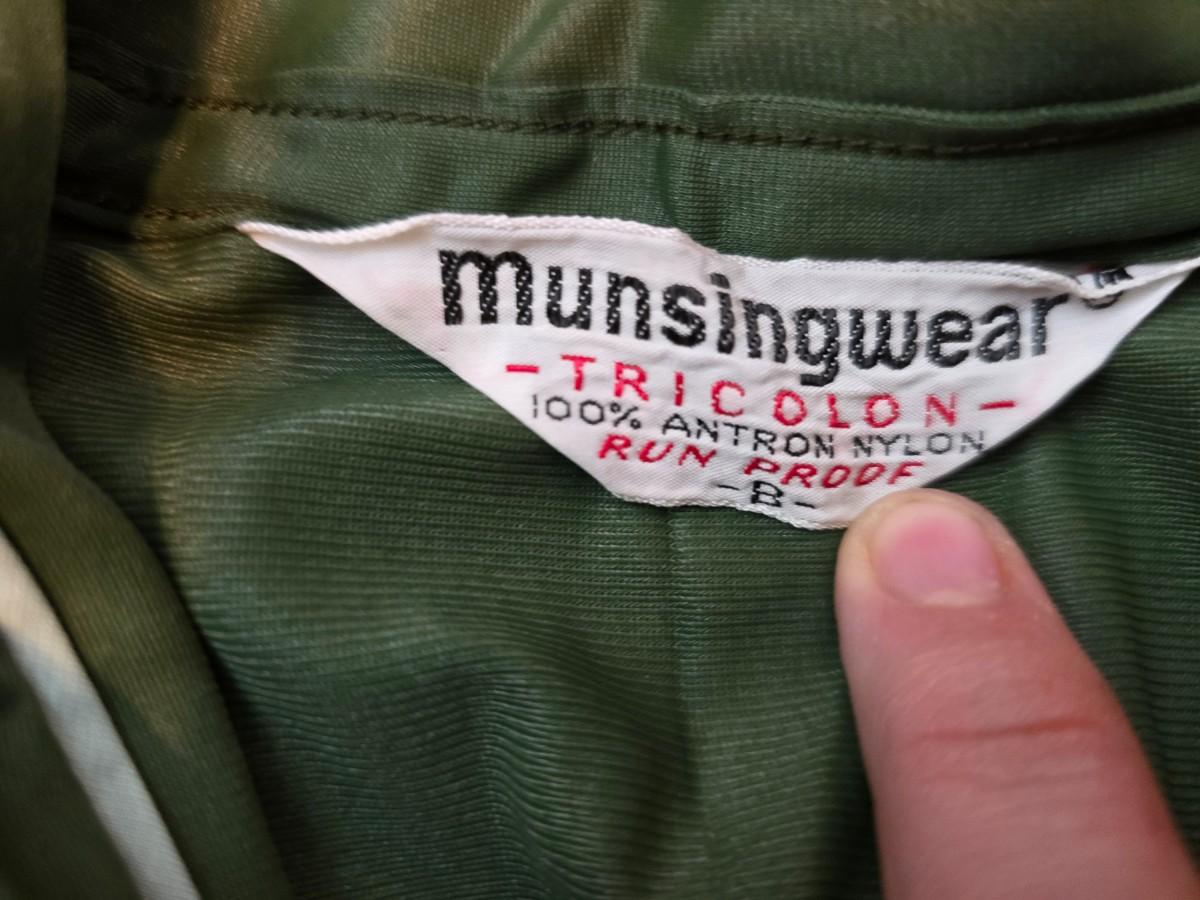 munsingwear®
- TRICOLON -
100% ANTRON NYLON
RUN PROOF
-B-